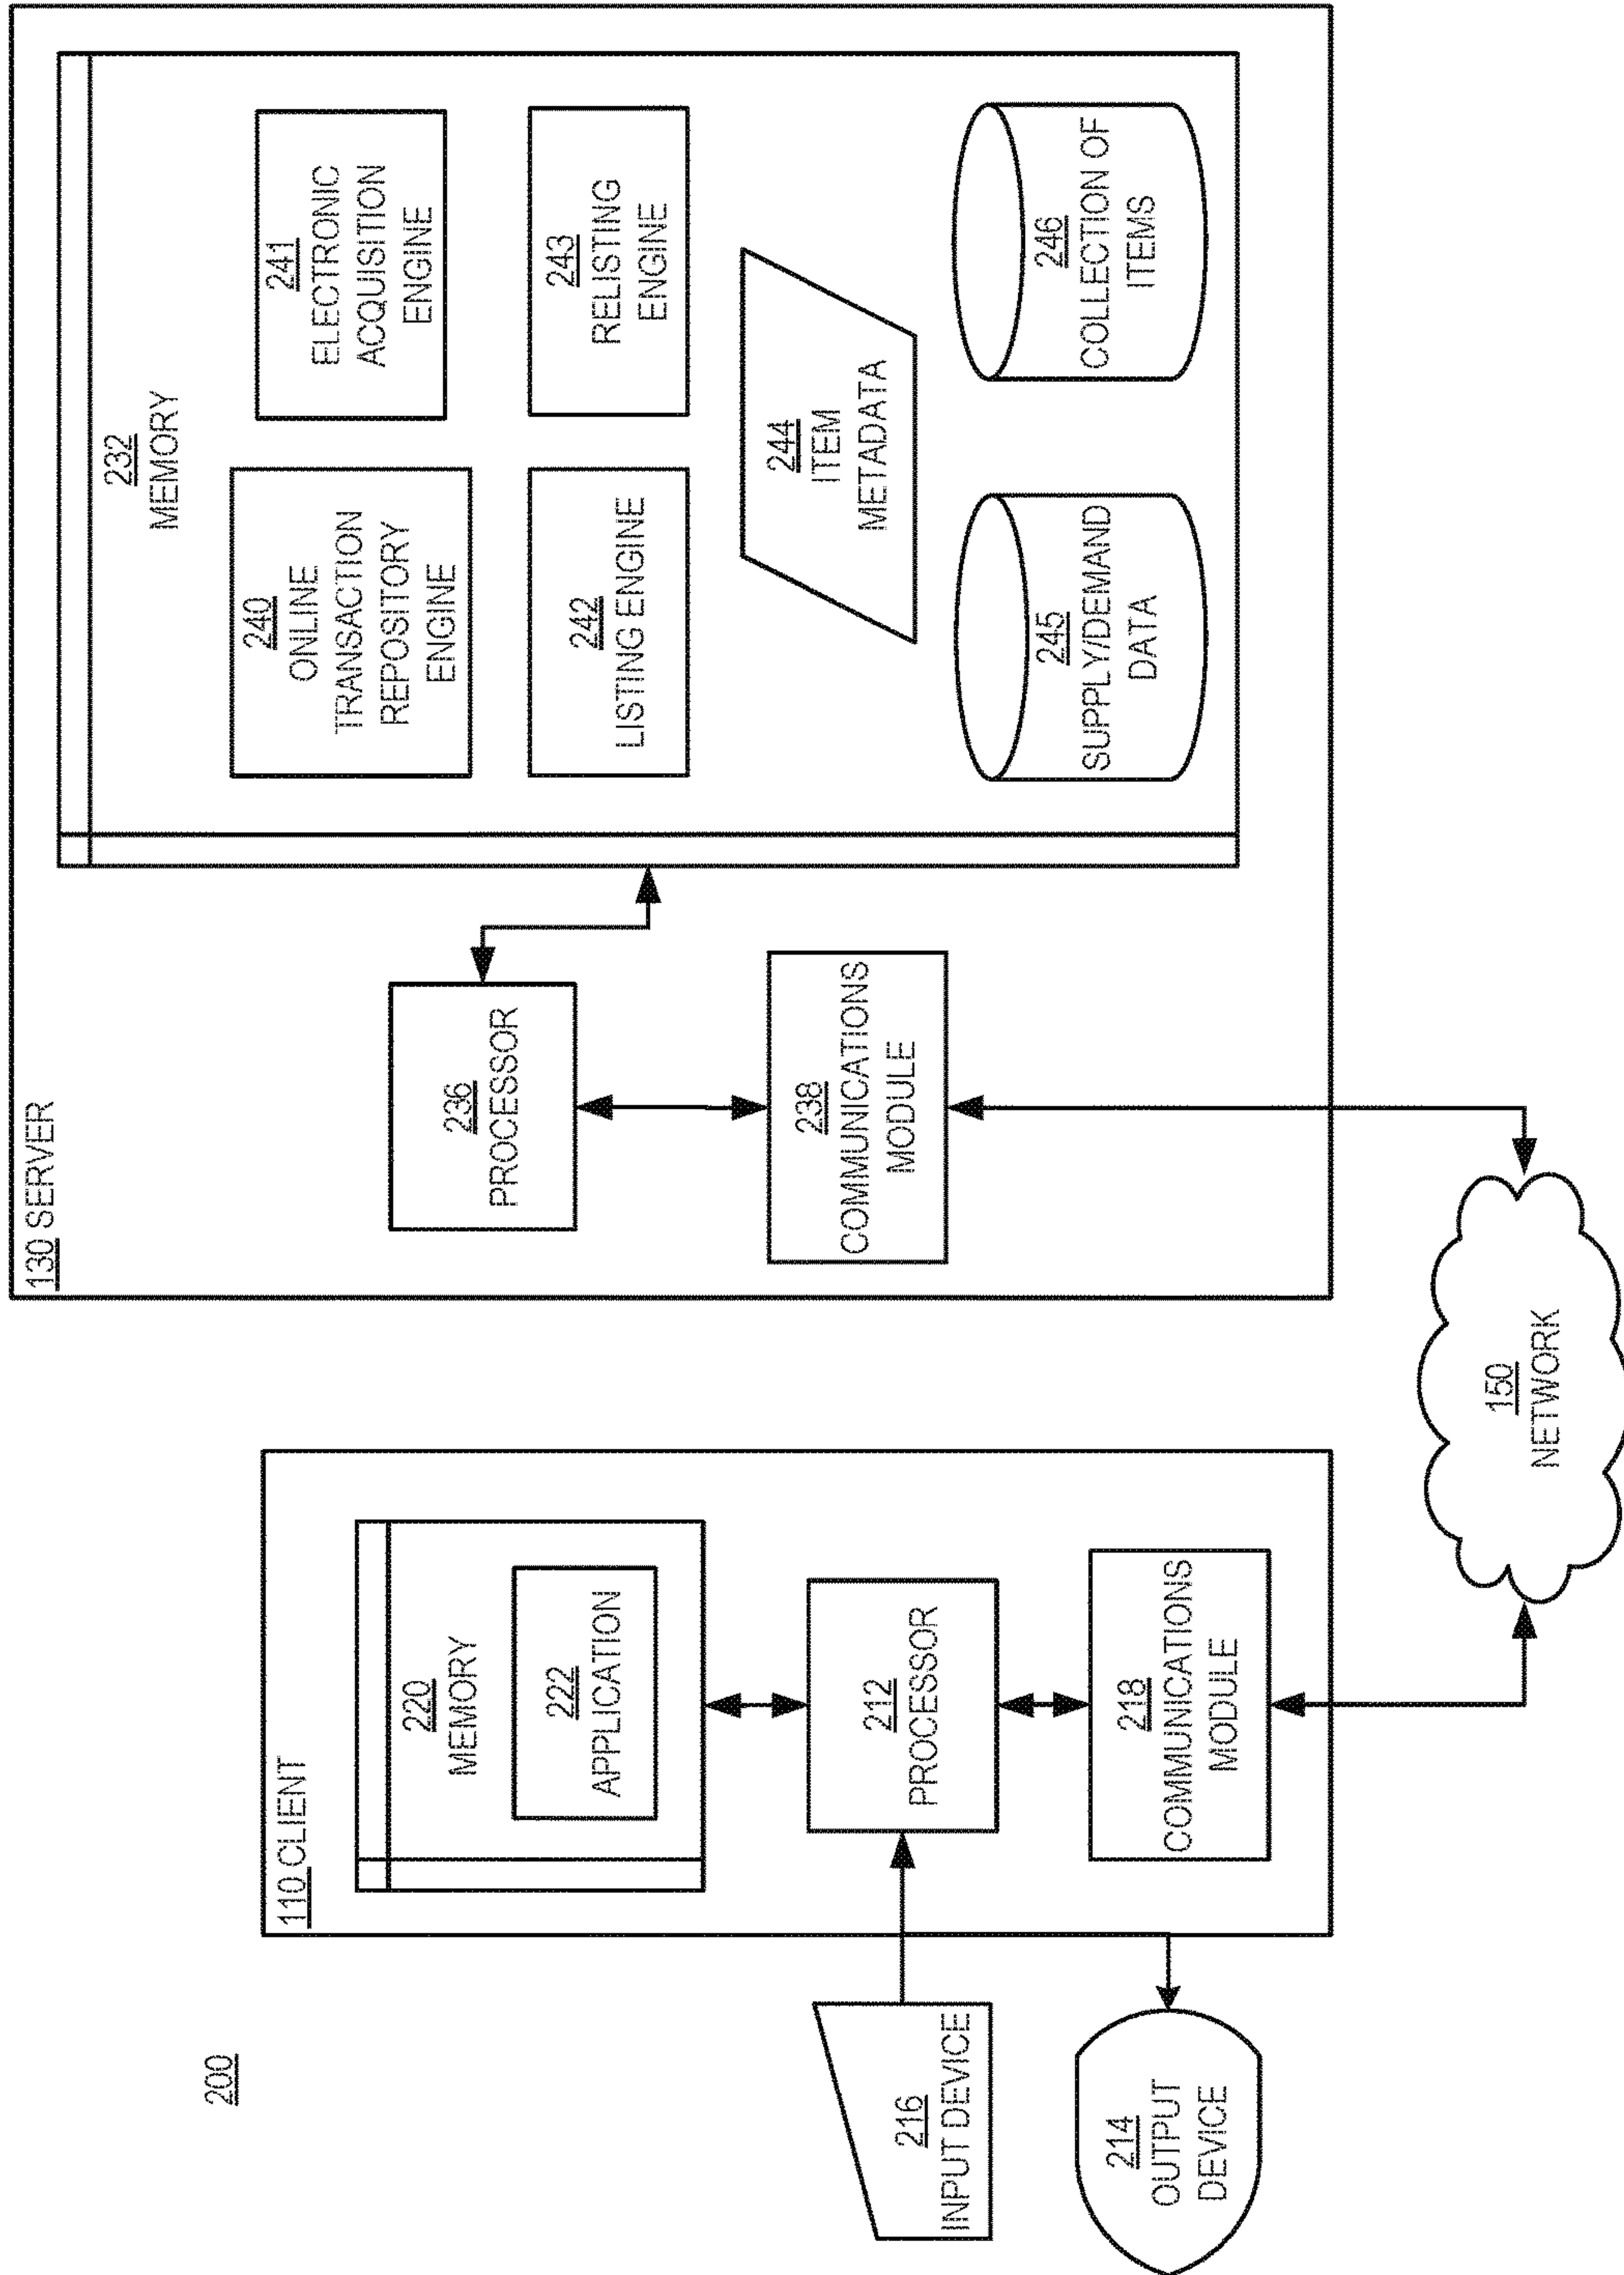 200
110 CLIENT
220
MEMORY
222
APPLICATION
216
INPUT DEVICE
212
PROCESSOR
214
OUTPUT
DEVICE
218
COMMUNICATIONS
MODULE
150
NETWORK
130 SERVER
236
PROCESSOR
238
COMMUNICATIONS
MODULE
232
MEMORY
240
ONLINE
TRANSACTION
REPOSITORY
ENGINE
241
ELECTRONIC
ACQUISITION
ENGINE
242
LISTING ENGINE
243
RELISTING
ENGINE
244
ITEM
METADATA
245
SUPPLY/DEMAND
DATA
246
COLLECTION OF
ITEMS